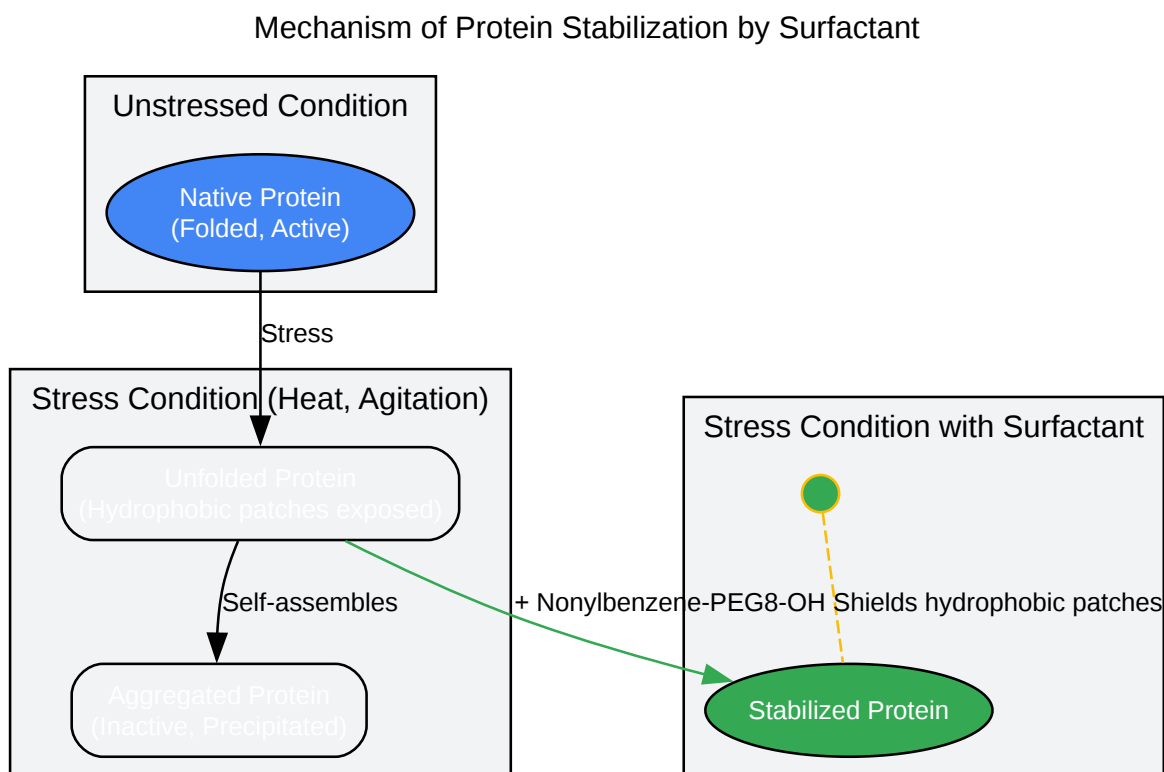 Mechanism of Protein Stabilization by Surfactant
Unstressed Condition
Native Protein
(Folded, Active)
Stress
Stress Condition (Heat, Agitation)
Unfolded Protein
(Hydrophobic patches exposed)
Self-assembles
Aggregated Protein
(Inactive, Precipitated)
Stress Condition with Surfactant
+ Nonylbenzene-PEG8-OH
Shields hydrophobic patches
Stabilized Protein